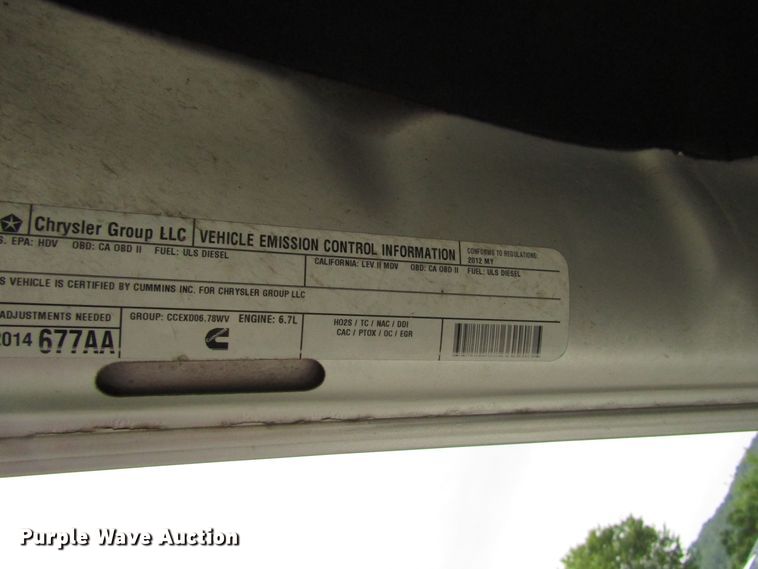 Chrysler Group LLC
VEHICLE EMISSION CONTROL INFORMATION
CONFORMS TO REGULATIONS:
2012 MY
S. EPA: HDV OBD: CA OBD II FUEL: ULS DIESEL
CALIFORNIA: LEV II MDV OBD: CA OBD II FUEL: ULS DIESEL
S VEHICLE IS CERTIFIED BY CUMMINS INC. FOR CHRYSLER GROUP LLC
ADJUSTMENTS NEEDED
2014 677AA
GROUP: CCEXD06.78WV ENGINE: 6.7L
HO2S / TC / NAC / DDI
CAC / PTOX / OC / EGR
Purple Wave Auction